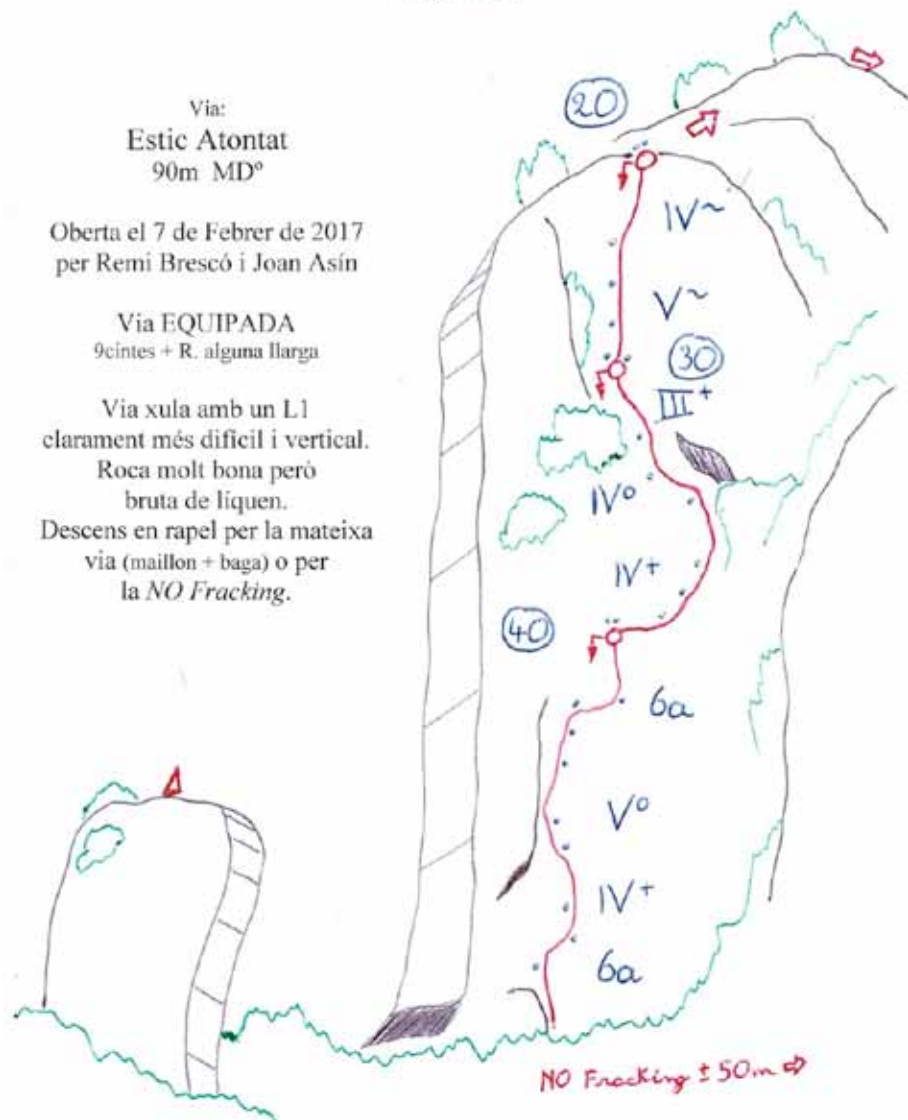 Via:
Estic Atontat
90m MDº
Oberta el 7 de Febrer de 2017
per Remi Brescó i Joan Asín
Via EQUIPADA
9cintes + R. alguna llarga
Via xula amb un L1
clarament més difícil i vertical.
Roca molt bona però
bruta de líquen.
Descens en rapel per la mateixa
via (maillon + baga) o per
la NO Fracking.
20
IV~
V~
30
III+
IVº
IV+
40
6a
Vº
IV+
6a
NO Fracking ± 50m ⇨